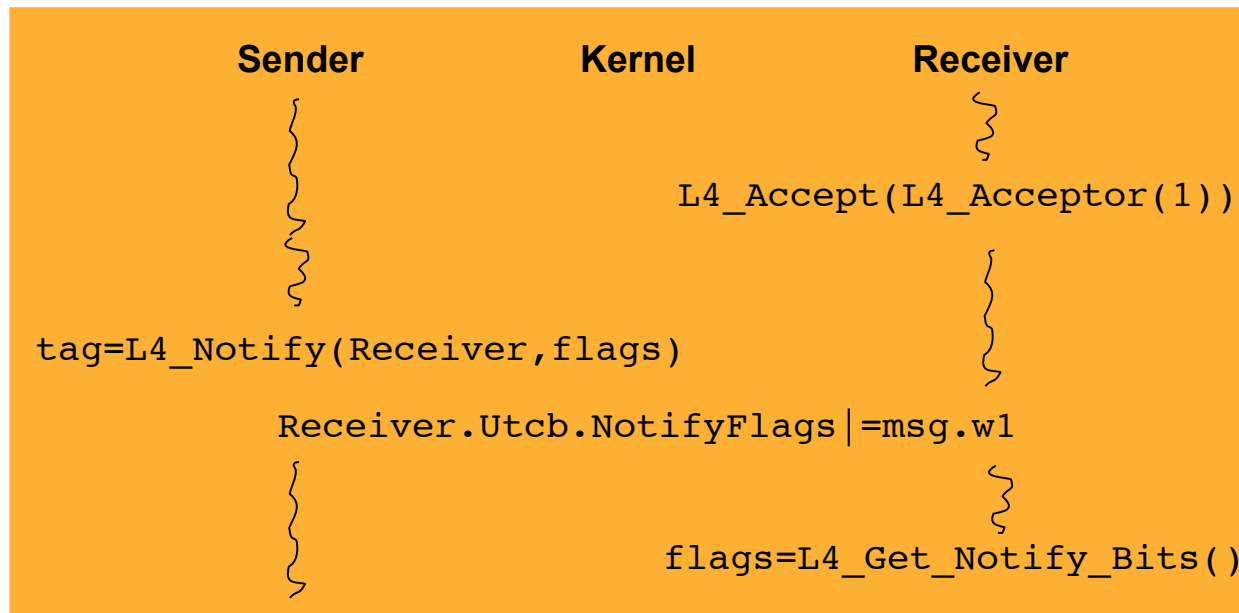 Sender Kernel Receiver
L4_Accept(L4_Acceptor(1))
tag=L4_Notify(Receiver,flags)
Receiver.Utcb.NotifyFlags|=msg.w1
flags=L4_Get_Notify_Bits()